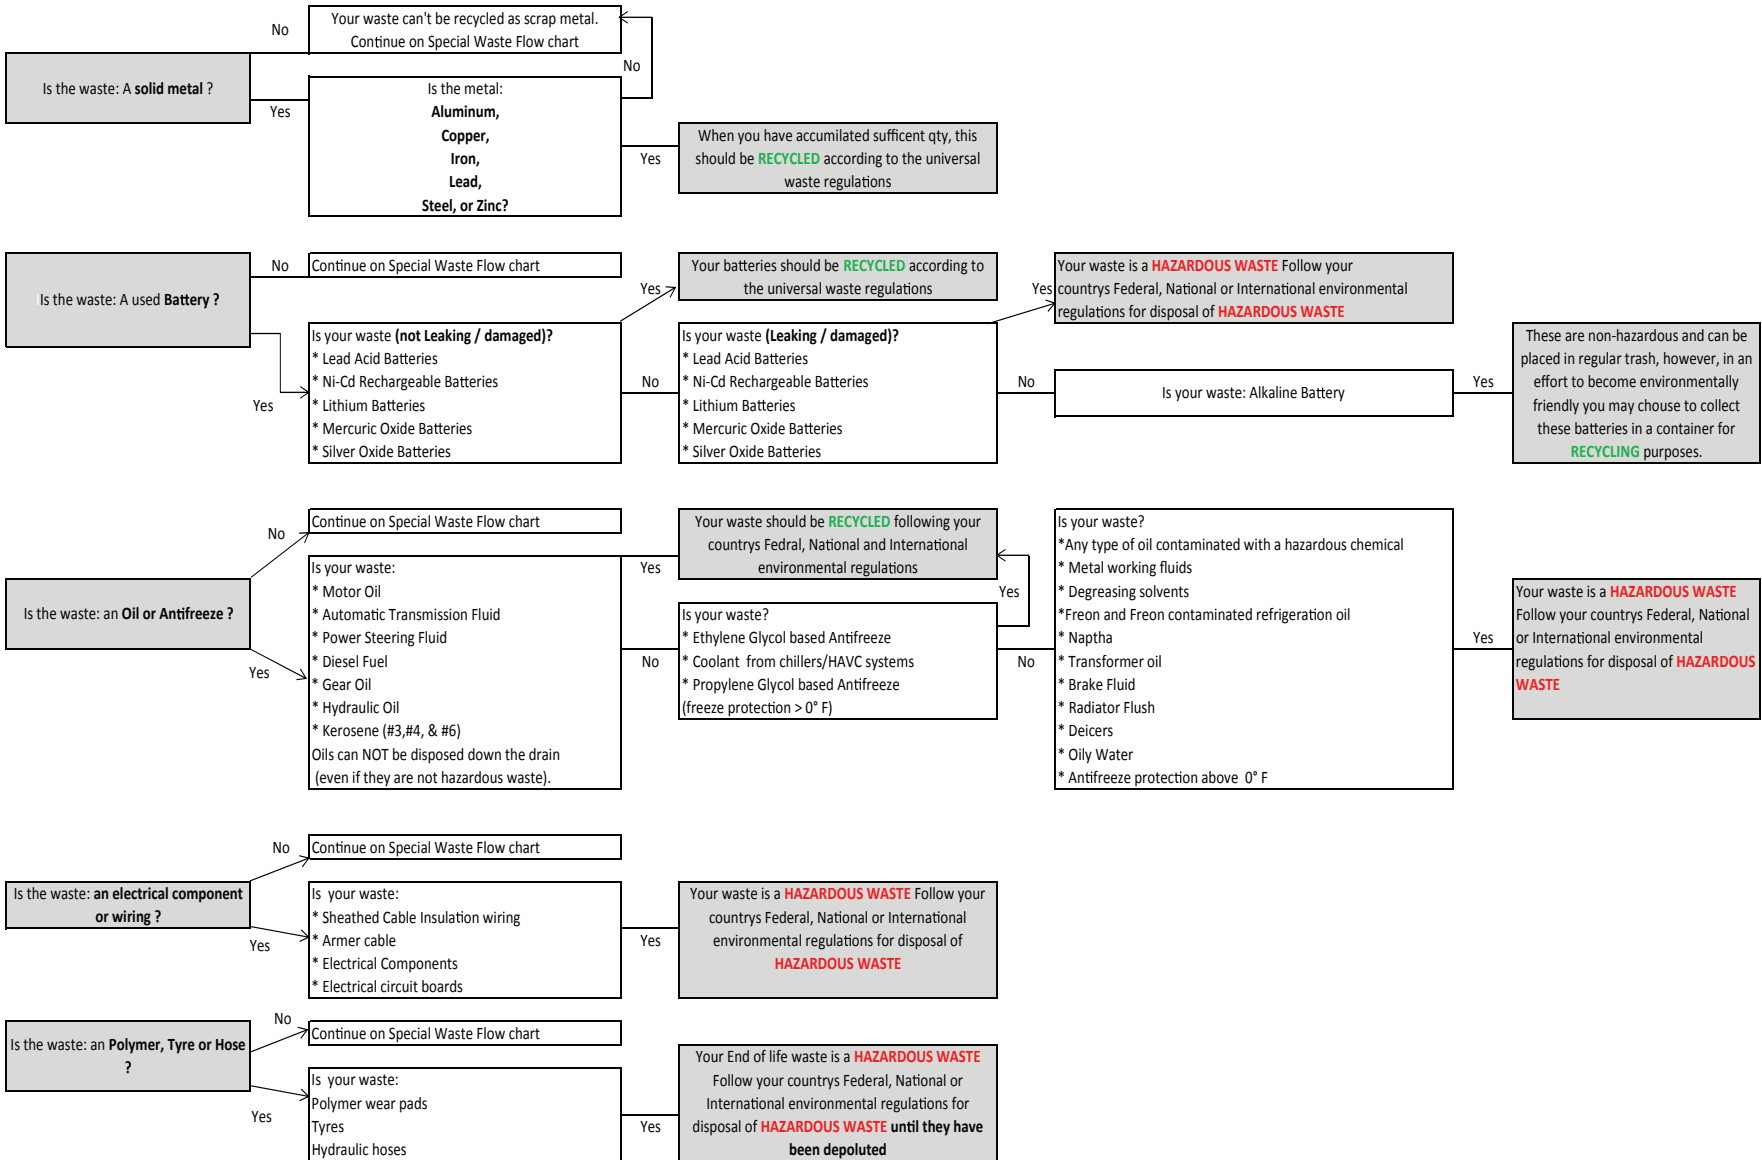 No
Your waste can't be recycled as scrap metal.
Continue on Special Waste Flow chart
No
Is the waste: A solid metal ?
Yes
Is the metal:
Aluminum,
Copper,
Iron,
Lead,
Steel, or Zinc?
Yes
When you have accumilated sufficent qty, this
should be RECYCLED according to the universal
waste regulations
Is the waste: A used Battery ?
No
Continue on Special Waste Flow chart
Yes
Is your waste (not Leaking / damaged)?
* Lead Acid Batteries
* Ni-Cd Rechargeable Batteries
* Lithium Batteries
* Mercuric Oxide Batteries
* Silver Oxide Batteries
Yes
Your batteries should be RECYCLED according to
the universal waste regulations
No
Is your waste (Leaking / damaged)?
* Lead Acid Batteries
* Ni-Cd Rechargeable Batteries
* Lithium Batteries
* Mercuric Oxide Batteries
* Silver Oxide Batteries
Yes
Your waste is a HAZARDOUS WASTE Follow your
countrys Federal, National or International environmental
regulations for disposal of HAZARDOUS WASTE
No
Is your waste: Alkaline Battery
Yes
These are non-hazardous and can be
placed in regular trash, however, in an
effort to become environmentally
friendly you may chouse to collect
these batteries in a container for
RECYCLING purposes.
Is the waste: an Oil or Antifreeze ?
No
Continue on Special Waste Flow chart
Yes
Is your waste:
* Motor Oil
* Automatic Transmission Fluid
* Power Steering Fluid
* Diesel Fuel
* Gear Oil
* Hydraulic Oil
* Kerosene (#3,#4, & #6)
Oils can NOT be disposed down the drain
(even if they are not hazardous waste).
Yes
Your waste should be RECYCLED following your
countrys Fedral, National and International
environmental regulations
Yes
No
Is your waste?
* Ethylene Glycol based Antifreeze
* Coolant from chillers/HAVC systems
* Propylene Glycol based Antifreeze
(freeze protection > 0° F)
No
Is your waste?
*Any type of oil contaminated with a hazardous chemical
* Metal working fluids
* Degreasing solvents
*Freon and Freon contaminated refrigeration oil
* Naptha
* Transformer oil
* Brake Fluid
* Radiator Flush
* Deicers
* Oily Water
* Antifreeze protection above 0° F
Yes
Your waste is a HAZARDOUS WASTE
Follow your countrys Federal, National
or International environmental
regulations for disposal of HAZARDOUS
WASTE
Is the waste: an electrical component
or wiring ?
No
Continue on Special Waste Flow chart
Yes
Is your waste:
* Sheathed Cable Insulation wiring
* Armer cable
* Electrical Components
* Electrical circuit boards
Yes
Your waste is a HAZARDOUS WASTE Follow your
countrys Federal, National or International
environmental regulations for disposal of
HAZARDOUS WASTE
Is the waste: an Polymer, Tyre or Hose
?
No
Continue on Special Waste Flow chart
Yes
Is your waste:
Polymer wear pads
Tyres
Hydraulic hoses
Yes
Your End of life waste is a HAZARDOUS WASTE
Follow your countrys Federal, National or
International environmental regulations for
disposal of HAZARDOUS WASTE until they have
been depoluted